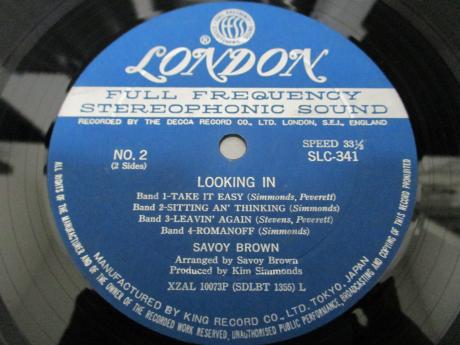 FFSS
® LONDON
FULL FREQUENCY
STEREOPHONIC SOUND
RECORDED BY THE DECCA RECORD CO., LTD. LONDON, S.E.I., ENGLAND
NO. 2
(2 Sides)
SPEED 33⅓
SLC-341
LOOKING IN
Band 1-TAKE IT EASY (Simmonds, Peverett)
Band 2-SITTING AN' THINKING (Simmonds)
Band 3-LEAVIN' AGAIN (Stevens, Peverett)
Band 4-ROMANOFF (Simmonds)
SAVOY BROWN
Arranged by Savoy Brown
Produced by Kim Simmonds
XZAL 10073P (SDLBT 1355) L
MANUFACTURED BY KING RECORD CO., LTD. TOKYO, JAPAN
ALL RIGHTS OF THE MANUFACTURER AND OF THE OWNER OF THE RECORDED WORK RESERVED, UNAUTHORISED PUBLIC PERFORMANCE, BROADCASTING AND COPYING OF THIS RECORD PROHIBITED